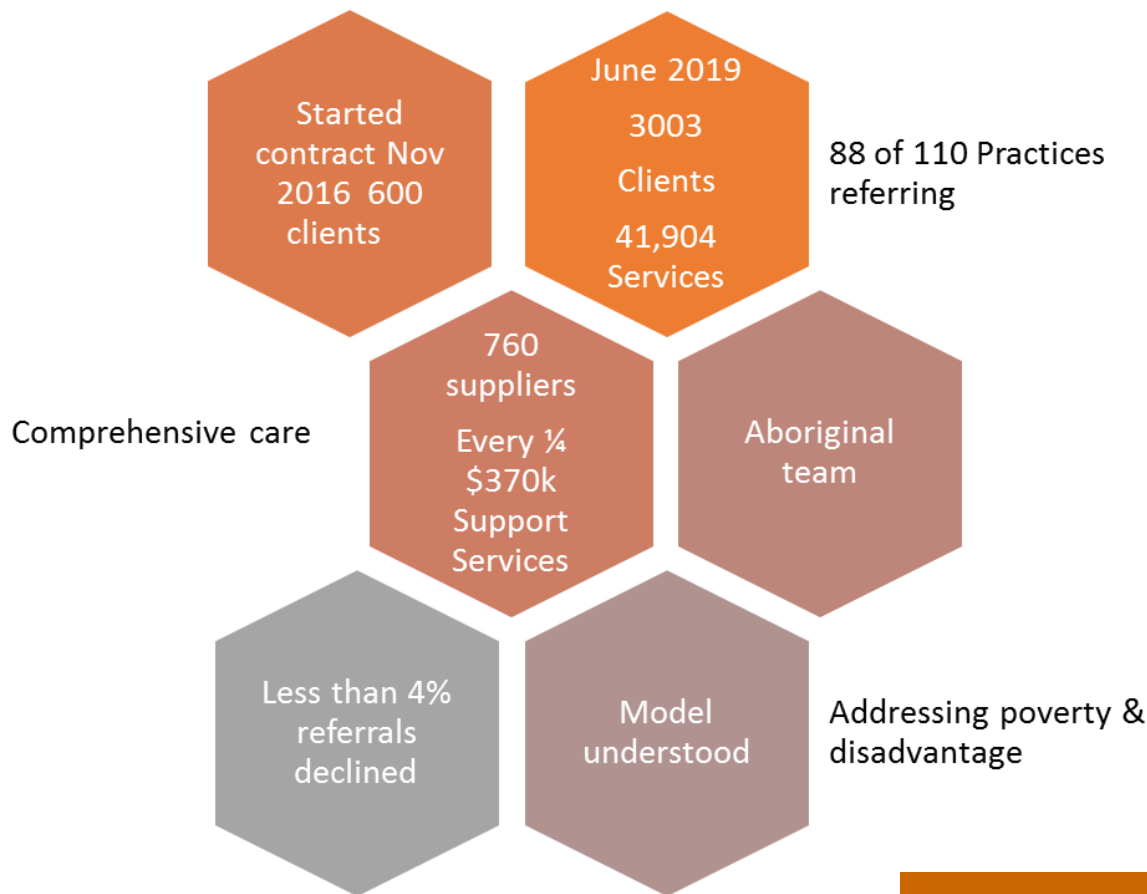 Started
contract Nov
2016 600
clients
June 2019
3003
Clients
41,904
Services
88 of 110 Practices
referring
Comprehensive care
760
suppliers
Every ¼
$370k
Support
Services
Aboriginal
team
Less than 4%
referrals
declined
Model
understood
Addressing poverty &
disadvantage